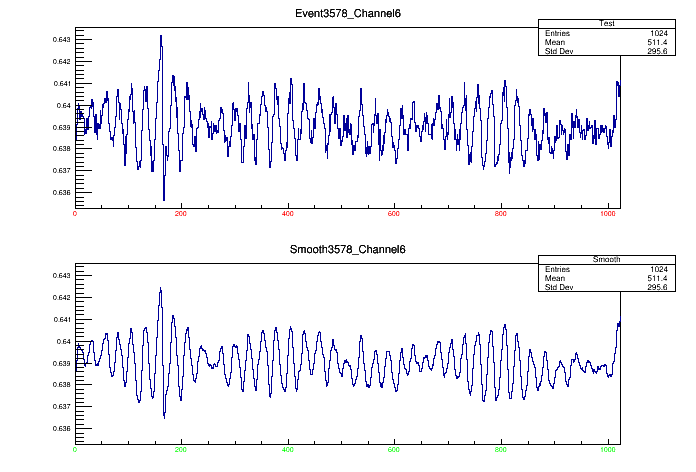 Event3578_Channel6
Test
Entries 1024
Mean 511.4
Std Dev 295.6
0.643
0.642
0.641
0.64
0.639
0.638
0.637
0.636
0 200 400 600 800 1000
Smooth3578_Channel6
Smooth
Entries 1024
Mean 511.4
Std Dev 295.6
0.643
0.642
0.641
0.64
0.639
0.638
0.637
0.636
0 200 400 600 800 1000